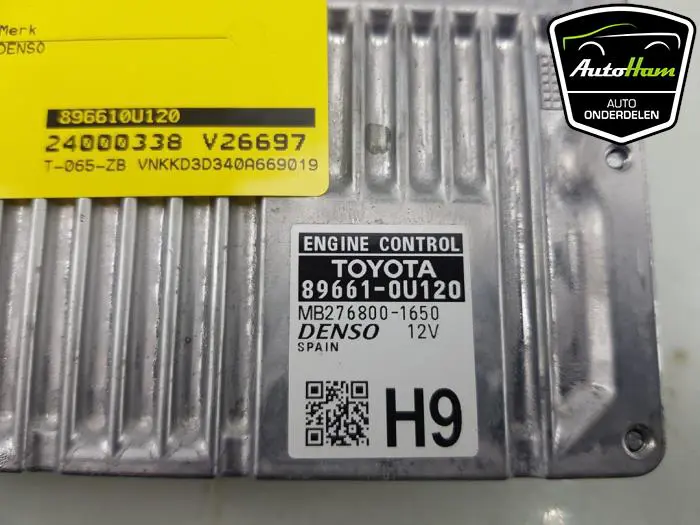 Merk
DENSO
896610U120
24000338 V26697
T-065-ZB VNKKD3D340A669019
AutoHam
AUTO
ONDERDELEN
ENGINE CONTROL
TOYOTA
89661-0U120
MB276800-1650
DENSO 12V
SPAIN
H9